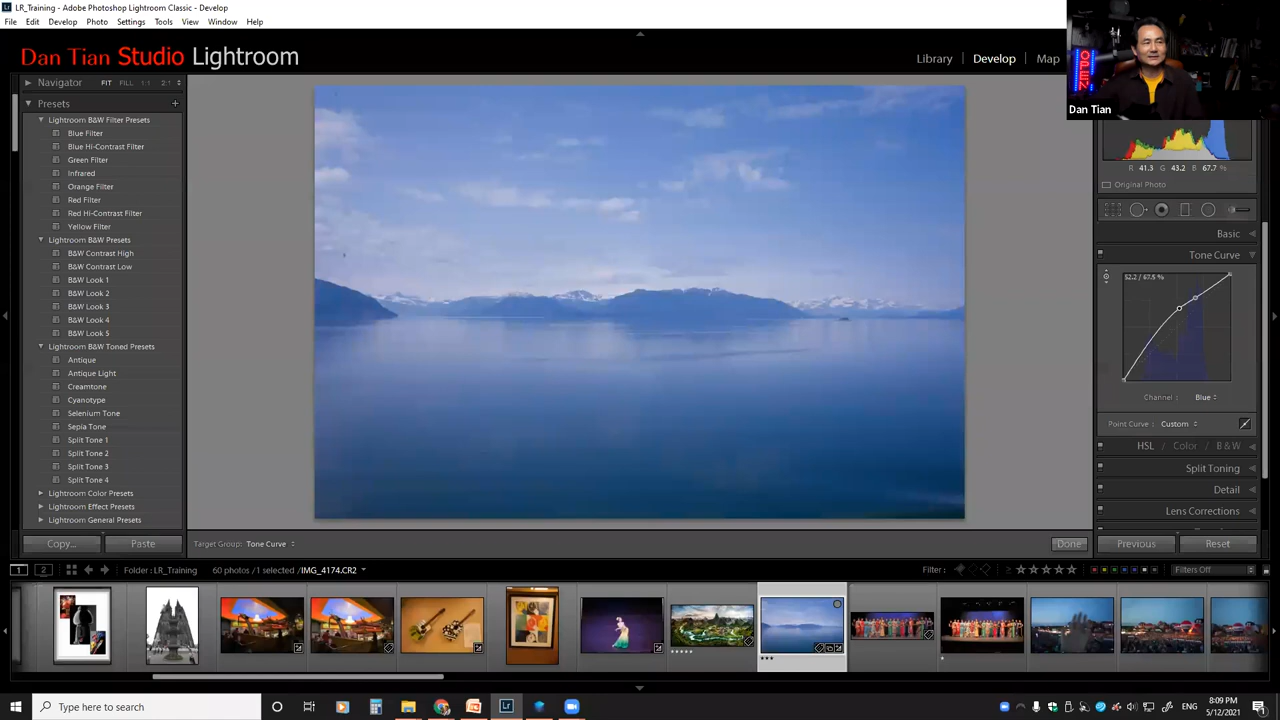 LR_Training - Adobe Photoshop Lightroom Classic - Develop
File Edit Develop Photo Settings Tools View Window Help
Dan Tian Studio Lightroom
Library Develop Map
OPEN
Dan Tian
Navigator FIT FILL 1:1 2:1
Presets +
Lightroom B&W Filter Presets
Blue Filter
Blue Hi-Contrast Filter
Green Filter
Infrared
Orange Filter
Red Filter
Red Hi-Contrast Filter
Yellow Filter
Lightroom B&W Presets
B&W Contrast High
B&W Contrast Low
B&W Look 1
B&W Look 2
B&W Look 3
B&W Look 4
B&W Look 5
Lightroom B&W Toned Presets
Antique
Antique Light
Creamtone
Cyanotype
Selenium Tone
Sepia Tone
Split Tone 1
Split Tone 2
Split Tone 3
Split Tone 4
Lightroom Color Presets
Lightroom Effect Presets
Lightroom General Presets
Copy... Paste
R 41.3 G 43.2 B 67.7 %
Original Photo
Basic
Tone Curve
52.2 / 67.5 %
Channel : Blue
Point Curve : Custom
HSL / Color / B & W
Split Toning
Detail
Lens Corrections
Previous Reset
Target Group: Tone Curve
Done
1 2 Folder : LR_Training 60 photos /1 selected /IMG_4174.CR2
Filter : Filters Off
Type here to search
ENG
8:09 PM
5/12/2021